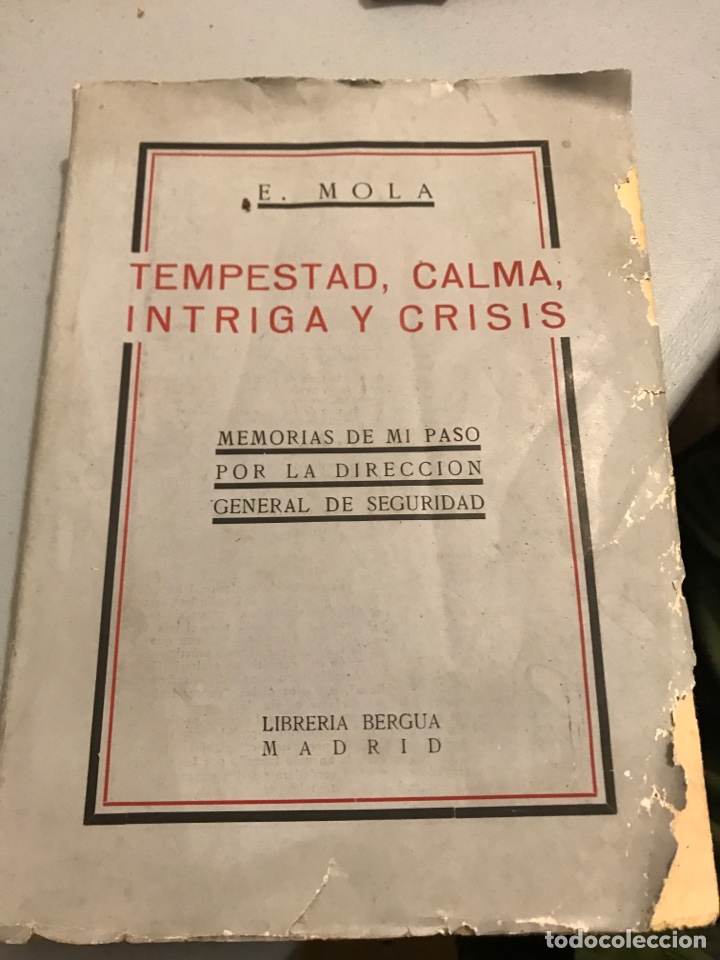 E. MOLA
TEMPESTAD, CALMA,
INTRIGA Y CRISIS
MEMORIAS DE MI PASO
POR LA DIRECCION
GENERAL DE SEGURIDAD
LIBRERIA BERGUA
MADRID
todocoleccion